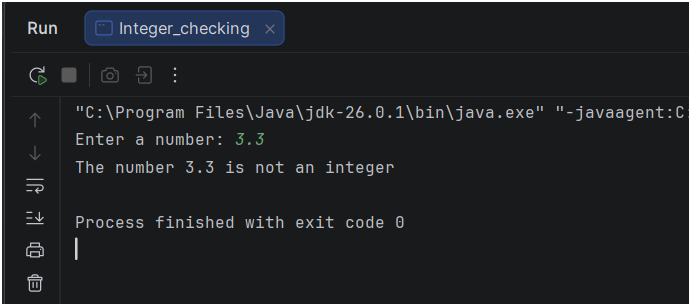 Run Integer_checking
"C:\Program Files\Java\jdk-26.0.1\bin\java.exe" "-javaagent:C:
Enter a number: 3.3
The number 3.3 is not an integer
Process finished with exit code 0